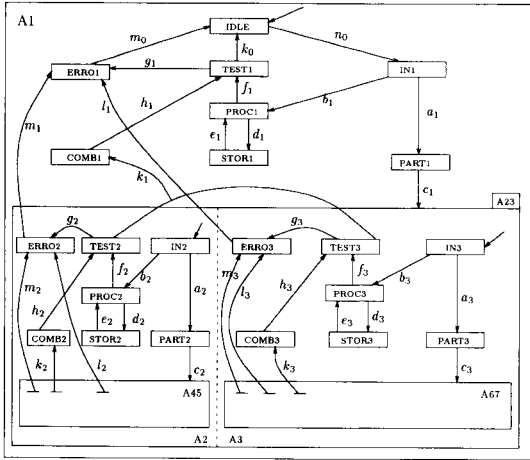 A1
IDLE
m₀
n₀
k₀
g₁
ERRO1
TEST1
IN1
l₁
h₁
f₁
b₁
PROC1
a₁
m₁
e₁
d₁
COMB1
STOR1
PART1
k₁
c₁
A23
g₂
g₃
ERRO2
TEST2
IN2
ERRO3
TEST3
IN3
m₂
f₂
b₂
m₃
l₃
h₃
f₃
b₃
PROC2
a₂
PROC3
a₃
h₂
e₂
d₂
e₃
d₃
COMB2
STOR2
PART2
COMB3
STOR3
PART3
k₂
l₂
c₂
k₃
c₃
A45
A67
A2
A3